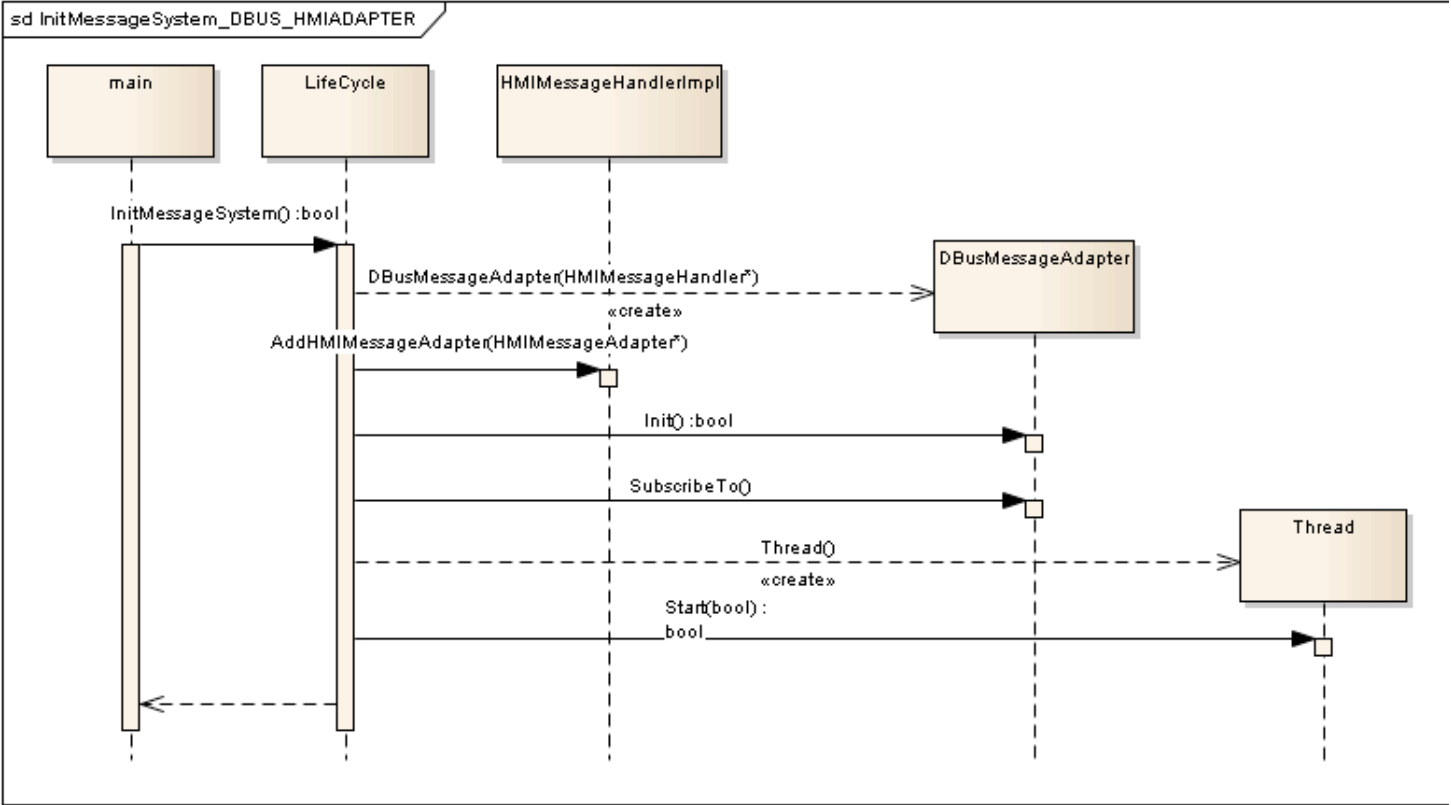 sd InitMessageSystem_DBUS_HMIADAPTER
main
LifeCycle
HMIMessageHandlerImpl
InitMessageSystem() :bool
DBusMessageAdapter
DBusMessageAdapter(HMIMessageHandler*)
«create»
AddHMIMessageAdapter(HMIMessageAdapter*)
Init() :bool
SubscribeTo()
Thread
Thread()
«create»
Start(bool) :
bool